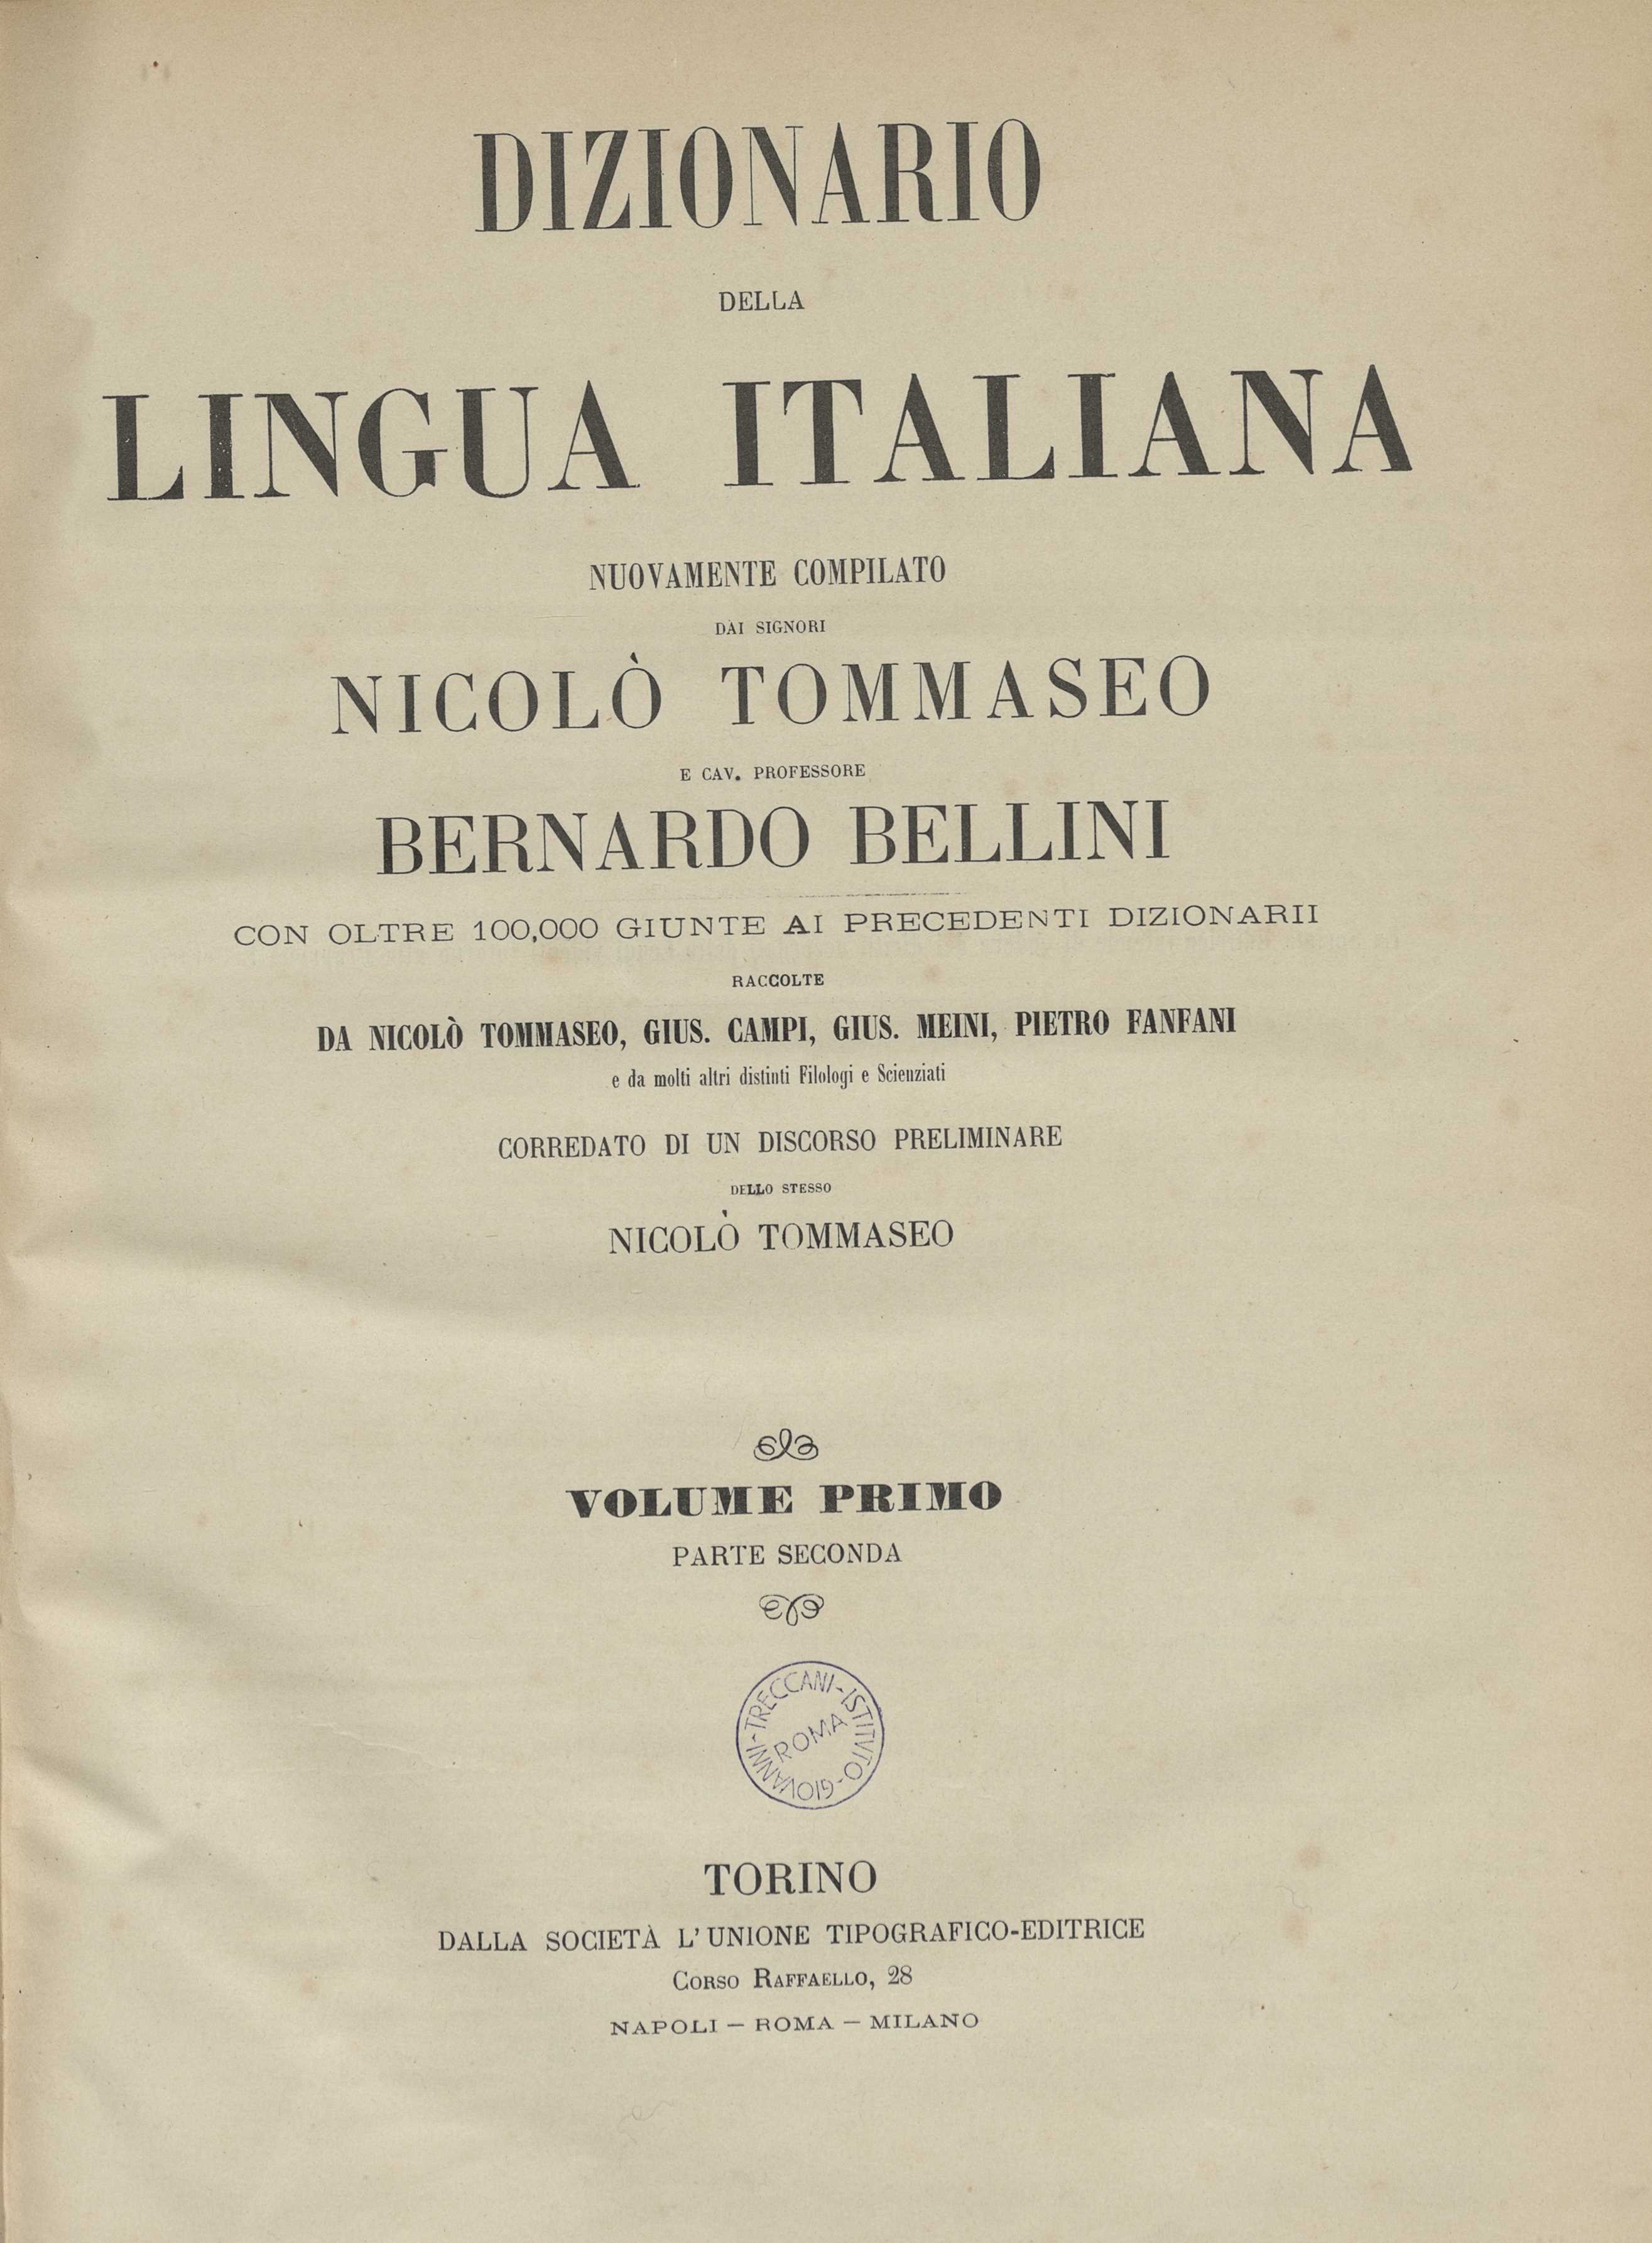 DIZIONARIO
DELLA
LINGUA ITALIANA
NUOVAMENTE COMPILATO
DAI SIGNORI
NICOLÒ TOMMASEO
E CAV. PROFESSORE
BERNARDO BELLINI
CON OLTRE 100,000 GIUNTE AI PRECEDENTI DIZIONARII
RACCOLTE
DA NICOLÒ TOMMASEO, GIUS. CAMPI, GIUS. MEINI, PIETRO FANFANI
e da molti altri distinti Filologi e Scienziati
CORREDATO DI UN DISCORSO PRELIMINARE
DELLO STESSO
NICOLÒ TOMMASEO
VOLUME PRIMO
PARTE SECONDA
GIOVANNI-TRECCANI-ISTITVTO-
ROMA
TORINO
DALLA SOCIETÀ L'UNIONE TIPOGRAFICO-EDITRICE
CORSO RAFFAELLO, 28
NAPOLI — ROMA — MILANO